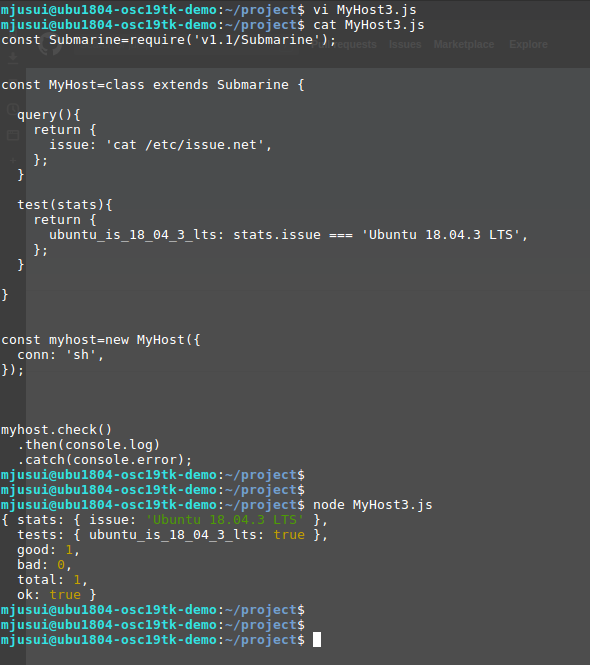 mjusui@ubu1804-osc19tk-demo:~/project$ vi MyHost3.js
mjusui@ubu1804-osc19tk-demo:~/project$ cat MyHost3.js
const Submarine=require('v1.1/Submarine');
requests Issues Marketplace Explore
const MyHost=class extends Submarine {
  query(){
    return {
      issue: 'cat /etc/issue.net',
    };
  }
  test(stats){
    return {
      ubuntu_is_18_04_3_lts: stats.issue === 'Ubuntu 18.04.3 LTS',
    };
  }
}
const myhost=new MyHost({
  conn: 'sh',
});
myhost.check()
  .then(console.log)
  .catch(console.error);
mjusui@ubu1804-osc19tk-demo:~/project$
mjusui@ubu1804-osc19tk-demo:~/project$
mjusui@ubu1804-osc19tk-demo:~/project$ node MyHost3.js
{ stats: { issue: 'Ubuntu 18.04.3 LTS' },
  tests: { ubuntu_is_18_04_3_lts: true },
  good: 1,
  bad: 0,
  total: 1,
  ok: true }
mjusui@ubu1804-osc19tk-demo:~/project$
mjusui@ubu1804-osc19tk-demo:~/project$
mjusui@ubu1804-osc19tk-demo:~/project$